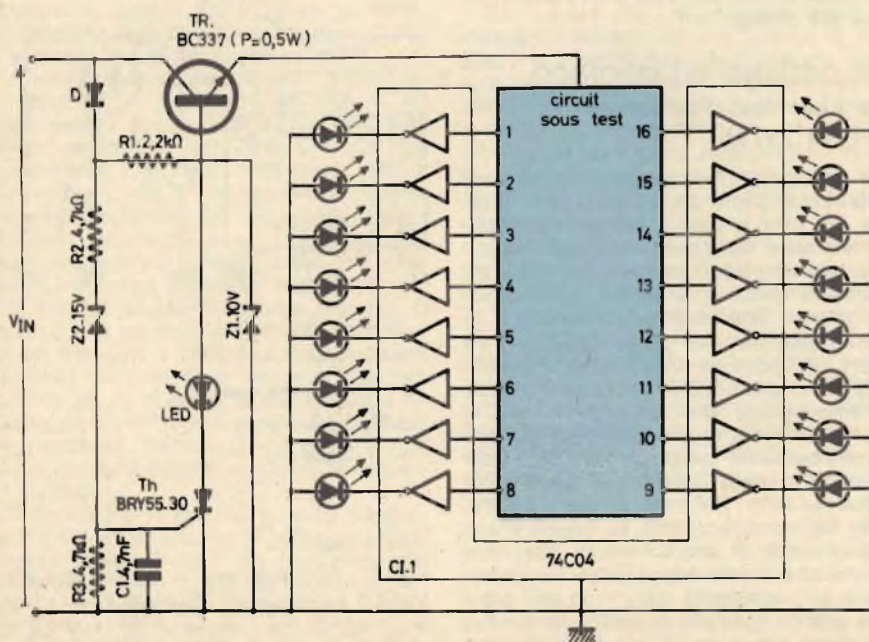 TR.
BC337 (P=0,5W)
D
R1.2,2kΩ
R2.4,7kΩ
Z2.15V
Z1.10V
VIN
LED
Th
BRY55.30
R3.4,7kΩ
C1.4,7nF
circuit
sous test
1
2
3
4
5
6
7
8
16
15
14
13
12
11
10
9
CI.1
74C04